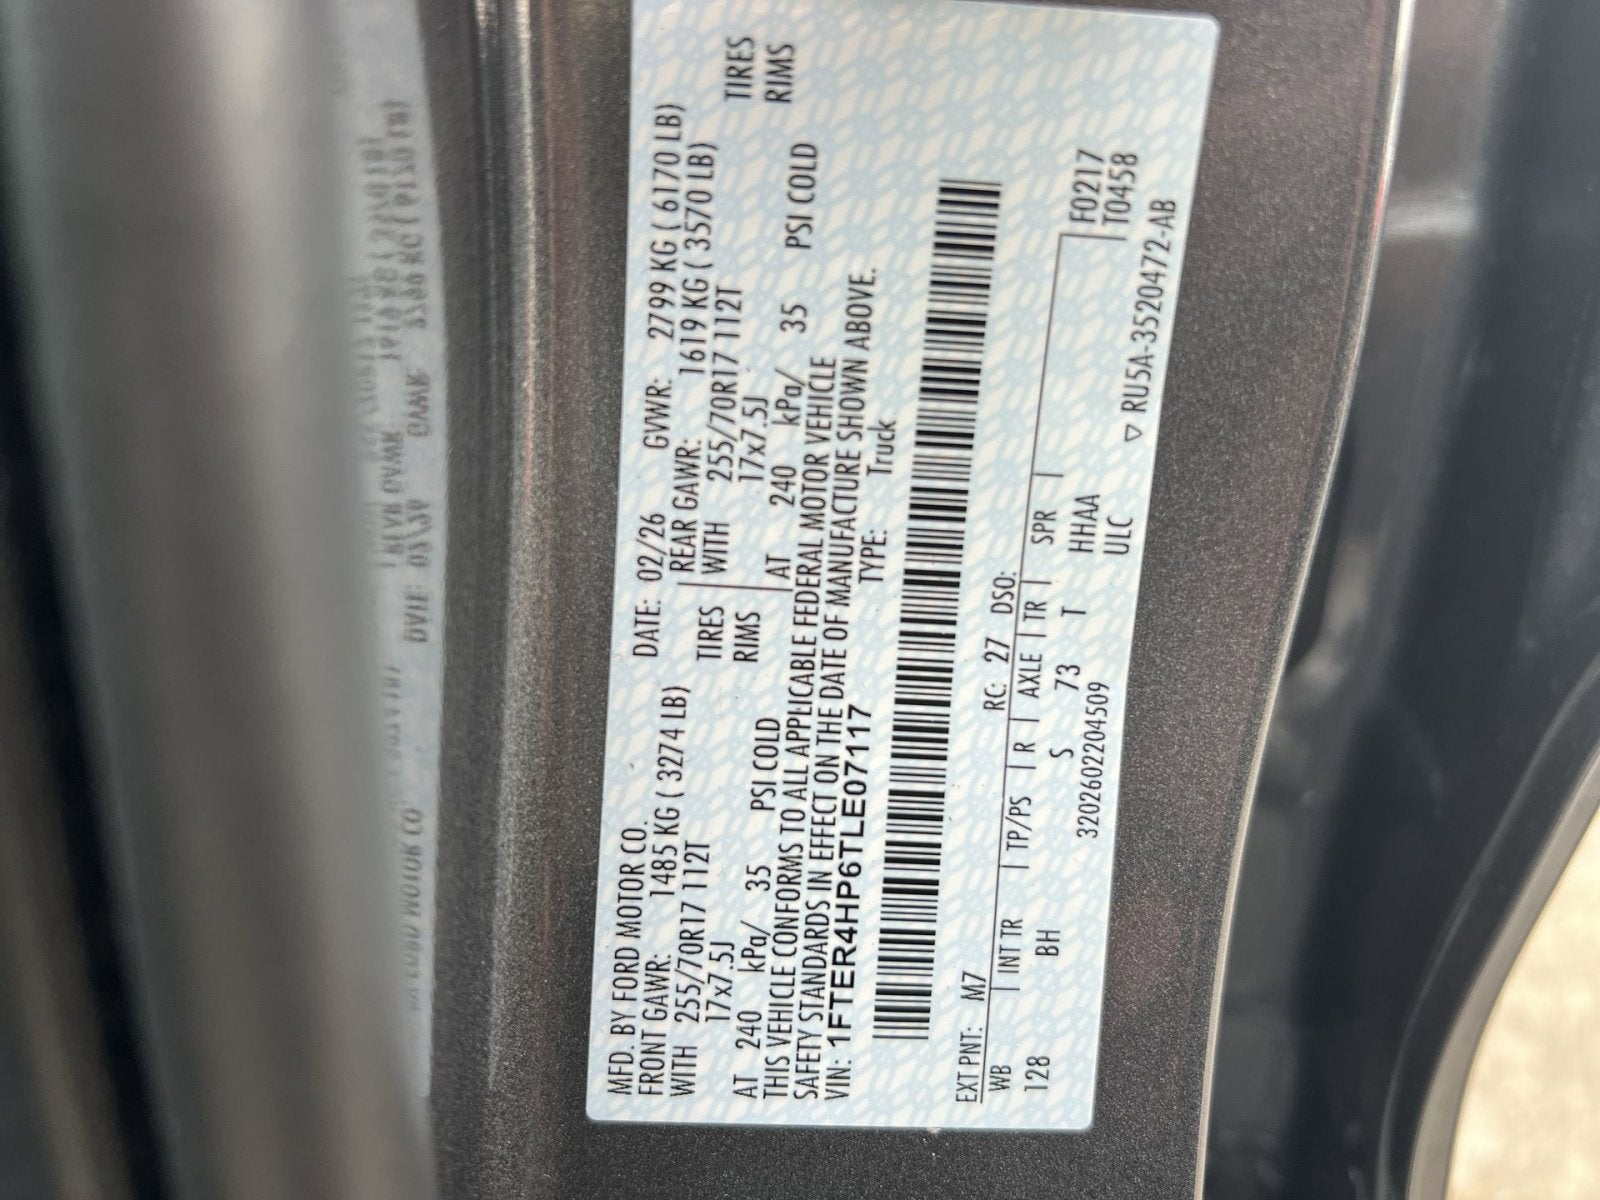 MFD. BY FORD MOTOR CO. DATE: 02/26 GVWR: 2799 KG ( 6170 LB)
FRONT GAWR: 1485 KG ( 3274 LB) REAR GAWR: 1619 KG ( 3570 LB)
WITH 255/70R17 112T TIRES WITH 255/70R17 112T TIRES
17x7.5J RIMS 17x7.5J RIMS
AT 240 kPa/ 35 PSI COLD AT 240 kPa/ 35 PSI COLD
THIS VEHICLE CONFORMS TO ALL APPLICABLE FEDERAL MOTOR VEHICLE
SAFETY STANDARDS IN EFFECT ON THE DATE OF MANUFACTURE SHOWN ABOVE.
VIN: 1FTER4HP6TLE07117 TYPE: Truck
EXT PNT: M7 RC: 27 DSO:
WB INT TR TP/PS R AXLE TR SPR F0217
128 BH S 73 T HHAA T0458
3202602204509 ULC
▽ RU5A-3520472-AB